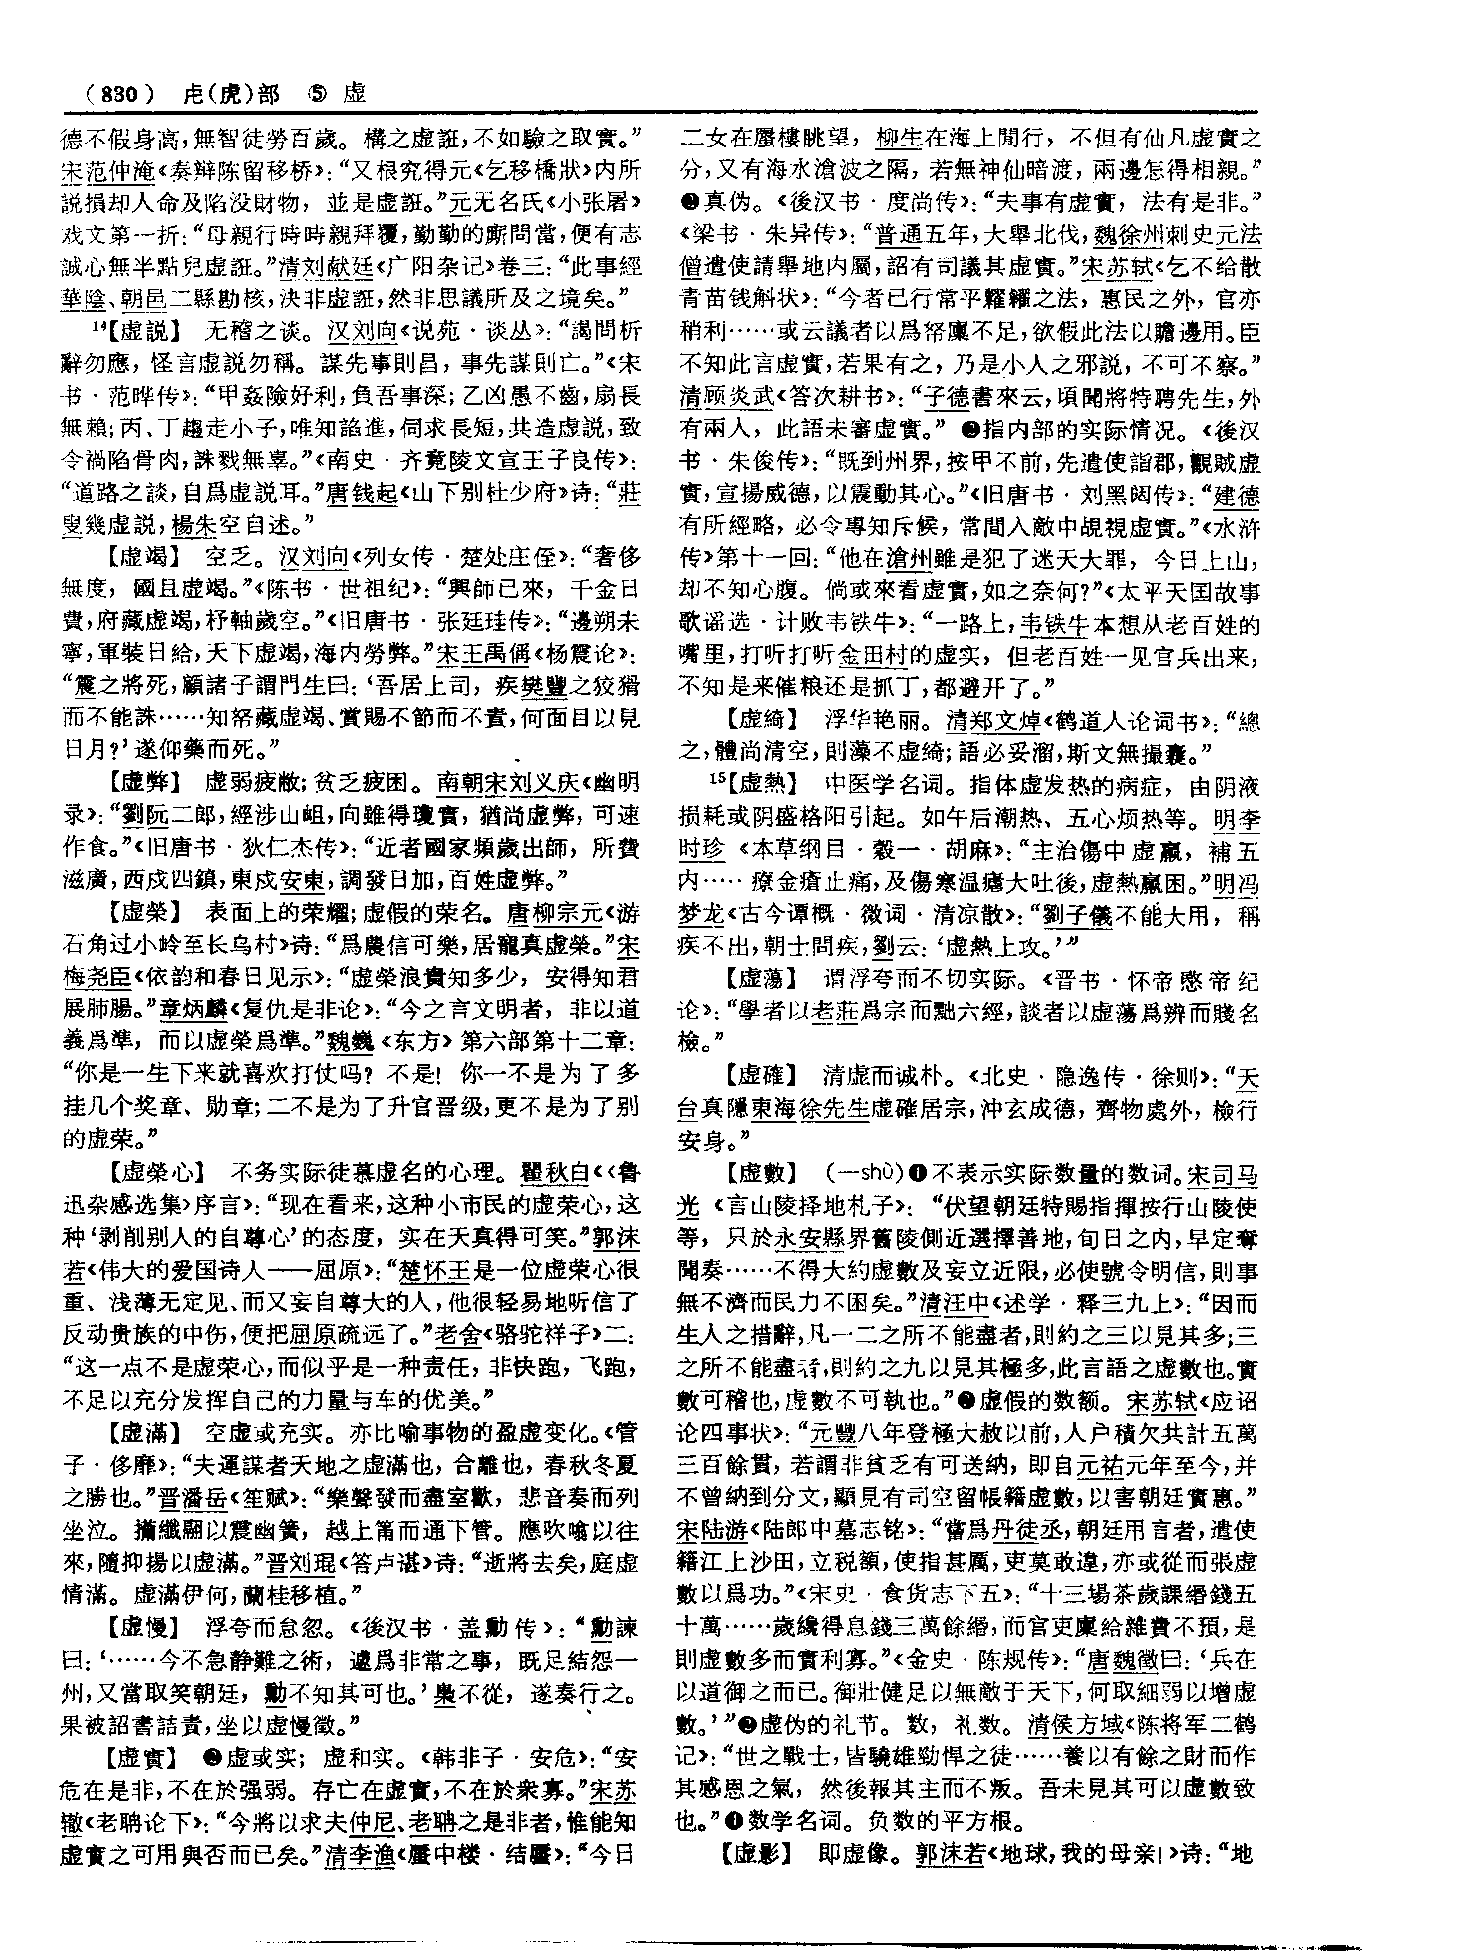 （830） 虍(虎)部 ⑤ 虚
德不假身高，無智徒勞百歲。構之虚誑，不如驗之取實。”
宋范仲淹《奏辩陈留移桥》：“又根究得元《乞移橋狀》内所
説損却人命及陷没財物，並是虚誑。”元无名氏《小张屠》
戏文第一折：“母親行時時親拜覆，勤勤的廝問當，便有志
誠心無半點兒虚誑。”清刘献廷《广阳杂记》卷三：“此事經
華陰、朝邑二縣勘核，決非虚誑，然非思議所及之境矣。”
¹⁴【虚説】 无稽之谈。汉刘向《说苑·谈丛》：“謁問析
辭勿應，怪言虚説勿稱。謀先事則昌，事先謀則亡。”《宋
书·范晔传》：“甲姦險好利，負吾事深；乙凶愚不齒，扇長
無賴；丙、丁趨走小子，唯知諂進，伺求長短，共造虚説，致
令禍陷骨肉，誅戮無辜。”《南史·齐竟陵文宣王子良传》：
“道路之談，自爲虚説耳。”唐钱起《山下别杜少府》诗：“莊
叟幾虚説，楊朱空自述。”
【虚竭】 空乏。汉刘向《列女传·楚处庄侄》：“奢侈
無度，國且虚竭。”《陈书·世祖纪》：“興師已來，千金日
費，府藏虚竭，杼軸歲空。”《旧唐书·张廷珪传》：“邊朔未
寧，軍裝日給，天下虚竭，海内勞弊。”宋王禹偁《杨震论》：
“震之將死，顧諸子謂門生曰：‘吾居上司，疾樊豐之狡猾
而不能誅……知帑藏虚竭、賞賜不節而不責，何面目以見
日月？’遂仰藥而死。”
【虚弊】 虚弱疲敝；贫乏疲困。南朝宋刘义庆《幽明
录》：“劉阮二郎，經涉山岨，向雖得瓊實，猶尚虚弊，可速
作食。”《旧唐书·狄仁杰传》：“近者國家頻歲出師，所費
滋廣，西戍四鎮，東戍安東，調發日加，百姓虚弊。”
【虚榮】 表面上的荣耀；虚假的荣名。唐柳宗元《游
石角过小岭至长乌村》诗：“爲農信可樂，居寵真虚榮。”宋
梅尧臣《依韵和春日见示》：“虚榮浪貴知多少，安得知君
展肺腸。”章炳麟《复仇是非论》：“今之言文明者，非以道
義爲準，而以虚榮爲準。”魏巍《东方》第六部第十二章：
“你是一生下来就喜欢打仗吗？不是！你一不是为了多
挂几个奖章、勋章；二不是为了升官晋级，更不是为了别
的虚荣。”
【虚榮心】 不务实际徒慕虚名的心理。瞿秋白《〈鲁
迅杂感选集〉序言》：“现在看来，这种小市民的虚荣心，这
种‘剥削别人的自尊心’的态度，实在天真得可笑。”郭沫
若《伟大的爱国诗人——屈原》：“楚怀王是一位虚荣心很
重、浅薄无定见、而又妄自尊大的人，他很轻易地听信了
反动贵族的中伤，便把屈原疏远了。”老舍《骆驼祥子》二：
“这一点不是虚荣心，而似乎是一种责任，非快跑，飞跑，
不足以充分发挥自己的力量与车的优美。”
【虚滿】 空虚或充实。亦比喻事物的盈虚变化。《管
子·侈靡》：“夫運謀者天地之虚滿也，合離也，春秋冬夏
之勝也。”晋潘岳《笙赋》：“樂聲發而盡室歡，悲音奏而列
坐泣。擪纖翮以震幽簧，越上筩而通下管。應吹噏以往
來，隨抑揚以虚滿。”晋刘琨《答卢谌》诗：“逝將去矣，庭虚
情滿。虚滿伊何，蘭桂移植。”
【虚慢】 浮夸而怠忽。《後汉书·盖勳传》：“勳諫
曰：‘……今不急静難之術，遽爲非常之事，既足結怨一
州，又當取笑朝廷，勳不知其可也。’梟不從，遂奏行之。
果被詔書詰責，坐以虚慢徵。”
【虚實】 ❶虚或实；虚和实。《韩非子·安危》：“安
危在是非，不在於强弱。存亡在虚實，不在於衆寡。”宋苏
辙《老聃论下》：“今將以求夫仲尼、老聃之是非者，惟能知
虚實之可用與否而已矣。”清李渔《蜃中楼·结蜃》：“今日
二女在蜃樓眺望，柳生在海上閒行，不但有仙凡虚實之
分，又有海水滄波之隔，若無神仙暗渡，兩邊怎得相親。”
❷真伪。《後汉书·度尚传》：“夫事有虚實，法有是非。”
《梁书·朱异传》：“普通五年，大舉北伐，魏徐州刺史元法
僧遣使請舉地内屬，詔有司議其虚實。”宋苏轼《乞不给散
青苗钱斛状》：“今者已行常平糶糴之法，惠民之外，官亦
稍利……或云議者以爲帑廪不足，欲假此法以贍邊用。臣
不知此言虚實，若果有之，乃是小人之邪説，不可不察。”
清顾炎武《答次耕书》：“子德書來云，頃聞將特聘先生，外
有兩人，此語未審虚實。” ❸指内部的实际情况。《後汉
书·朱俊传》：“既到州界，按甲不前，先遣使詣郡，觀賊虚
實，宣揚威德，以震動其心。”《旧唐书·刘黑闼传》：“建德
有所經略，必令專知斥候，常間入敵中覘視虚實。”《水浒
传》第十一回：“他在滄州雖是犯了迷天大罪，今日上山，
却不知心腹。倘或來看虚實，如之奈何？”《太平天国故事
歌谣选·计败韦铁牛》：“一路上，韦铁牛本想从老百姓的
嘴里，打听打听金田村的虚实，但老百姓一见官兵出来，
不知是来催粮还是抓丁，都避开了。”
【虚綺】 浮华艳丽。清郑文焯《鹤道人论词书》：“總
之，體尚清空，則藻不虚綺；語必妥溜，斯文無撮囊。”
¹⁵【虚熱】 中医学名词。指体虚发热的病症，由阴液
损耗或阴盛格阳引起。如午后潮热、五心烦热等。明李
时珍《本草纲目·穀一·胡麻》：“主治傷中虚羸，補五
内……療金瘡止痛，及傷寒温瘧大吐後，虚熱羸困。”明冯
梦龙《古今谭概·微词·清凉散》：“劉子儀不能大用，稱
疾不出，朝士問疾，劉云：‘虚熱上攻。’”
【虚蕩】 谓浮夸而不切实际。《晋书·怀帝愍帝纪
论》：“學者以老莊爲宗而黜六經，談者以虚蕩爲辨而賤名
檢。”
【虚確】 清虚而诚朴。《北史·隐逸传·徐则》：“天
台真隱東海徐先生虚確居宗，沖玄成德，齊物處外，檢行
安身。”
【虚數】 （—shù）❶不表示实际数量的数词。宋司马
光《言山陵择地札子》：“伏望朝廷特賜指揮按行山陵使
等，只於永安縣界舊陵側近選擇善地，旬日之内，早定奪
聞奏……不得大約虚數及妄立近限，必使號令明信，則事
無不濟而民力不困矣。”清汪中《述学·释三九上》：“因而
生人之措辭，凡一二之所不能盡者，則約之三以見其多；三
之所不能盡者，則約之九以見其極多，此言語之虚數也。實
數可稽也，虚數不可執也。”❷虚假的数额。宋苏轼《应诏
论四事状》：“元豐八年登極大赦以前，人户積欠共計五萬
三百餘貫，若謂非貧乏有可送納，即自元祐元年至今，并
不曾納到分文，顯見有司空留帳籍虚數，以害朝廷實惠。”
宋陆游《陆郎中墓志铭》：“嘗爲丹徒丞，朝廷用言者，遣使
籍江上沙田，立税額，使指甚厲，吏莫敢違，亦或從而張虚
數以爲功。”《宋史·食货志下五》：“十三場茶歲課緡錢五
十萬……歲纔得息錢三萬餘緡，而官吏廩給雜費不預，是
則虚數多而實利寡。”《金史·陈规传》：“唐魏徵曰：‘兵在
以道御之而已。御壯健足以無敵于天下，何取細弱以增虚
數。’”❸虚伪的礼节。数，礼数。清侯方域《陈将军二鹤
记》：“世之戰士，皆驍雄勁悍之徒……養以有餘之財而作
其感恩之氣，然後報其主而不叛。吾未見其可以虚數致
也。”❹数学名词。负数的平方根。
【虚影】 即虚像。郭沫若《地球，我的母亲！》诗：“地